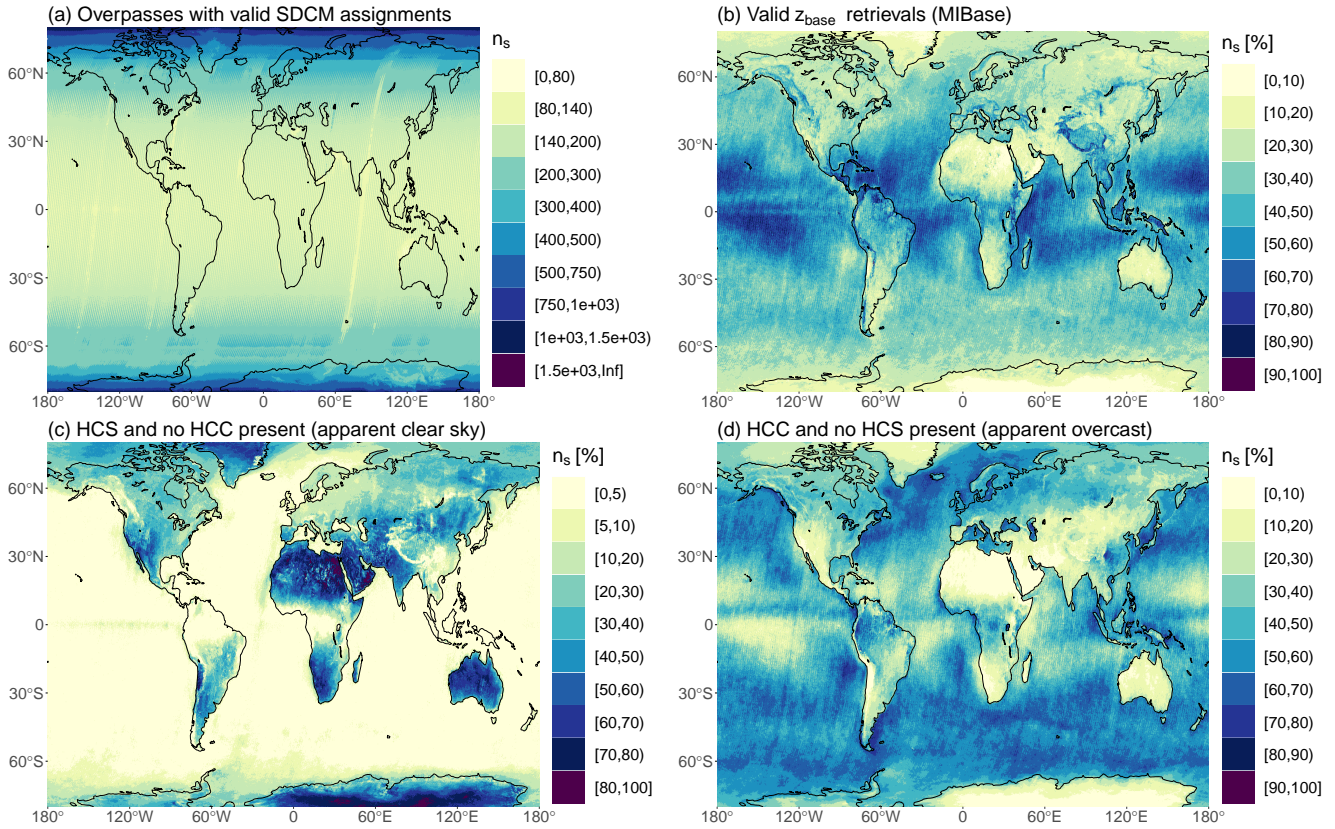 (a) Overpasses with valid SDCM assignments
n_s
[0,80)
[80,140)
[140,200)
[200,300)
[300,400)
[400,500)
[500,750)
[750,1e+03)
[1e+03,1.5e+03)
[1.5e+03,Inf]
60°N
30°N
0
30°S
60°S
180°
120°W
60°W
0
60°E
120°E
180°
(b) Valid z_base retrievals (MIBase)
n_s [%]
[0,10)
[10,20)
[20,30)
[30,40)
[40,50)
[50,60)
[60,70)
[70,80)
[80,90)
[90,100]
60°N
30°N
0
30°S
60°S
180°
120°W
60°W
0
60°E
120°E
180°
(c) HCS and no HCC present (apparent clear sky)
n_s [%]
[0,5)
[5,10)
[10,20)
[20,30)
[30,40)
[40,50)
[50,60)
[60,70)
[70,80)
[80,100]
60°N
30°N
0
30°S
60°S
180°
120°W
60°W
0
60°E
120°E
180°
(d) HCC and no HCS present (apparent overcast)
n_s [%]
[0,10)
[10,20)
[20,30)
[30,40)
[40,50)
[50,60)
[60,70)
[70,80)
[80,90)
[90,100]
60°N
30°N
0
30°S
60°S
180°
120°W
60°W
0
60°E
120°E
180°